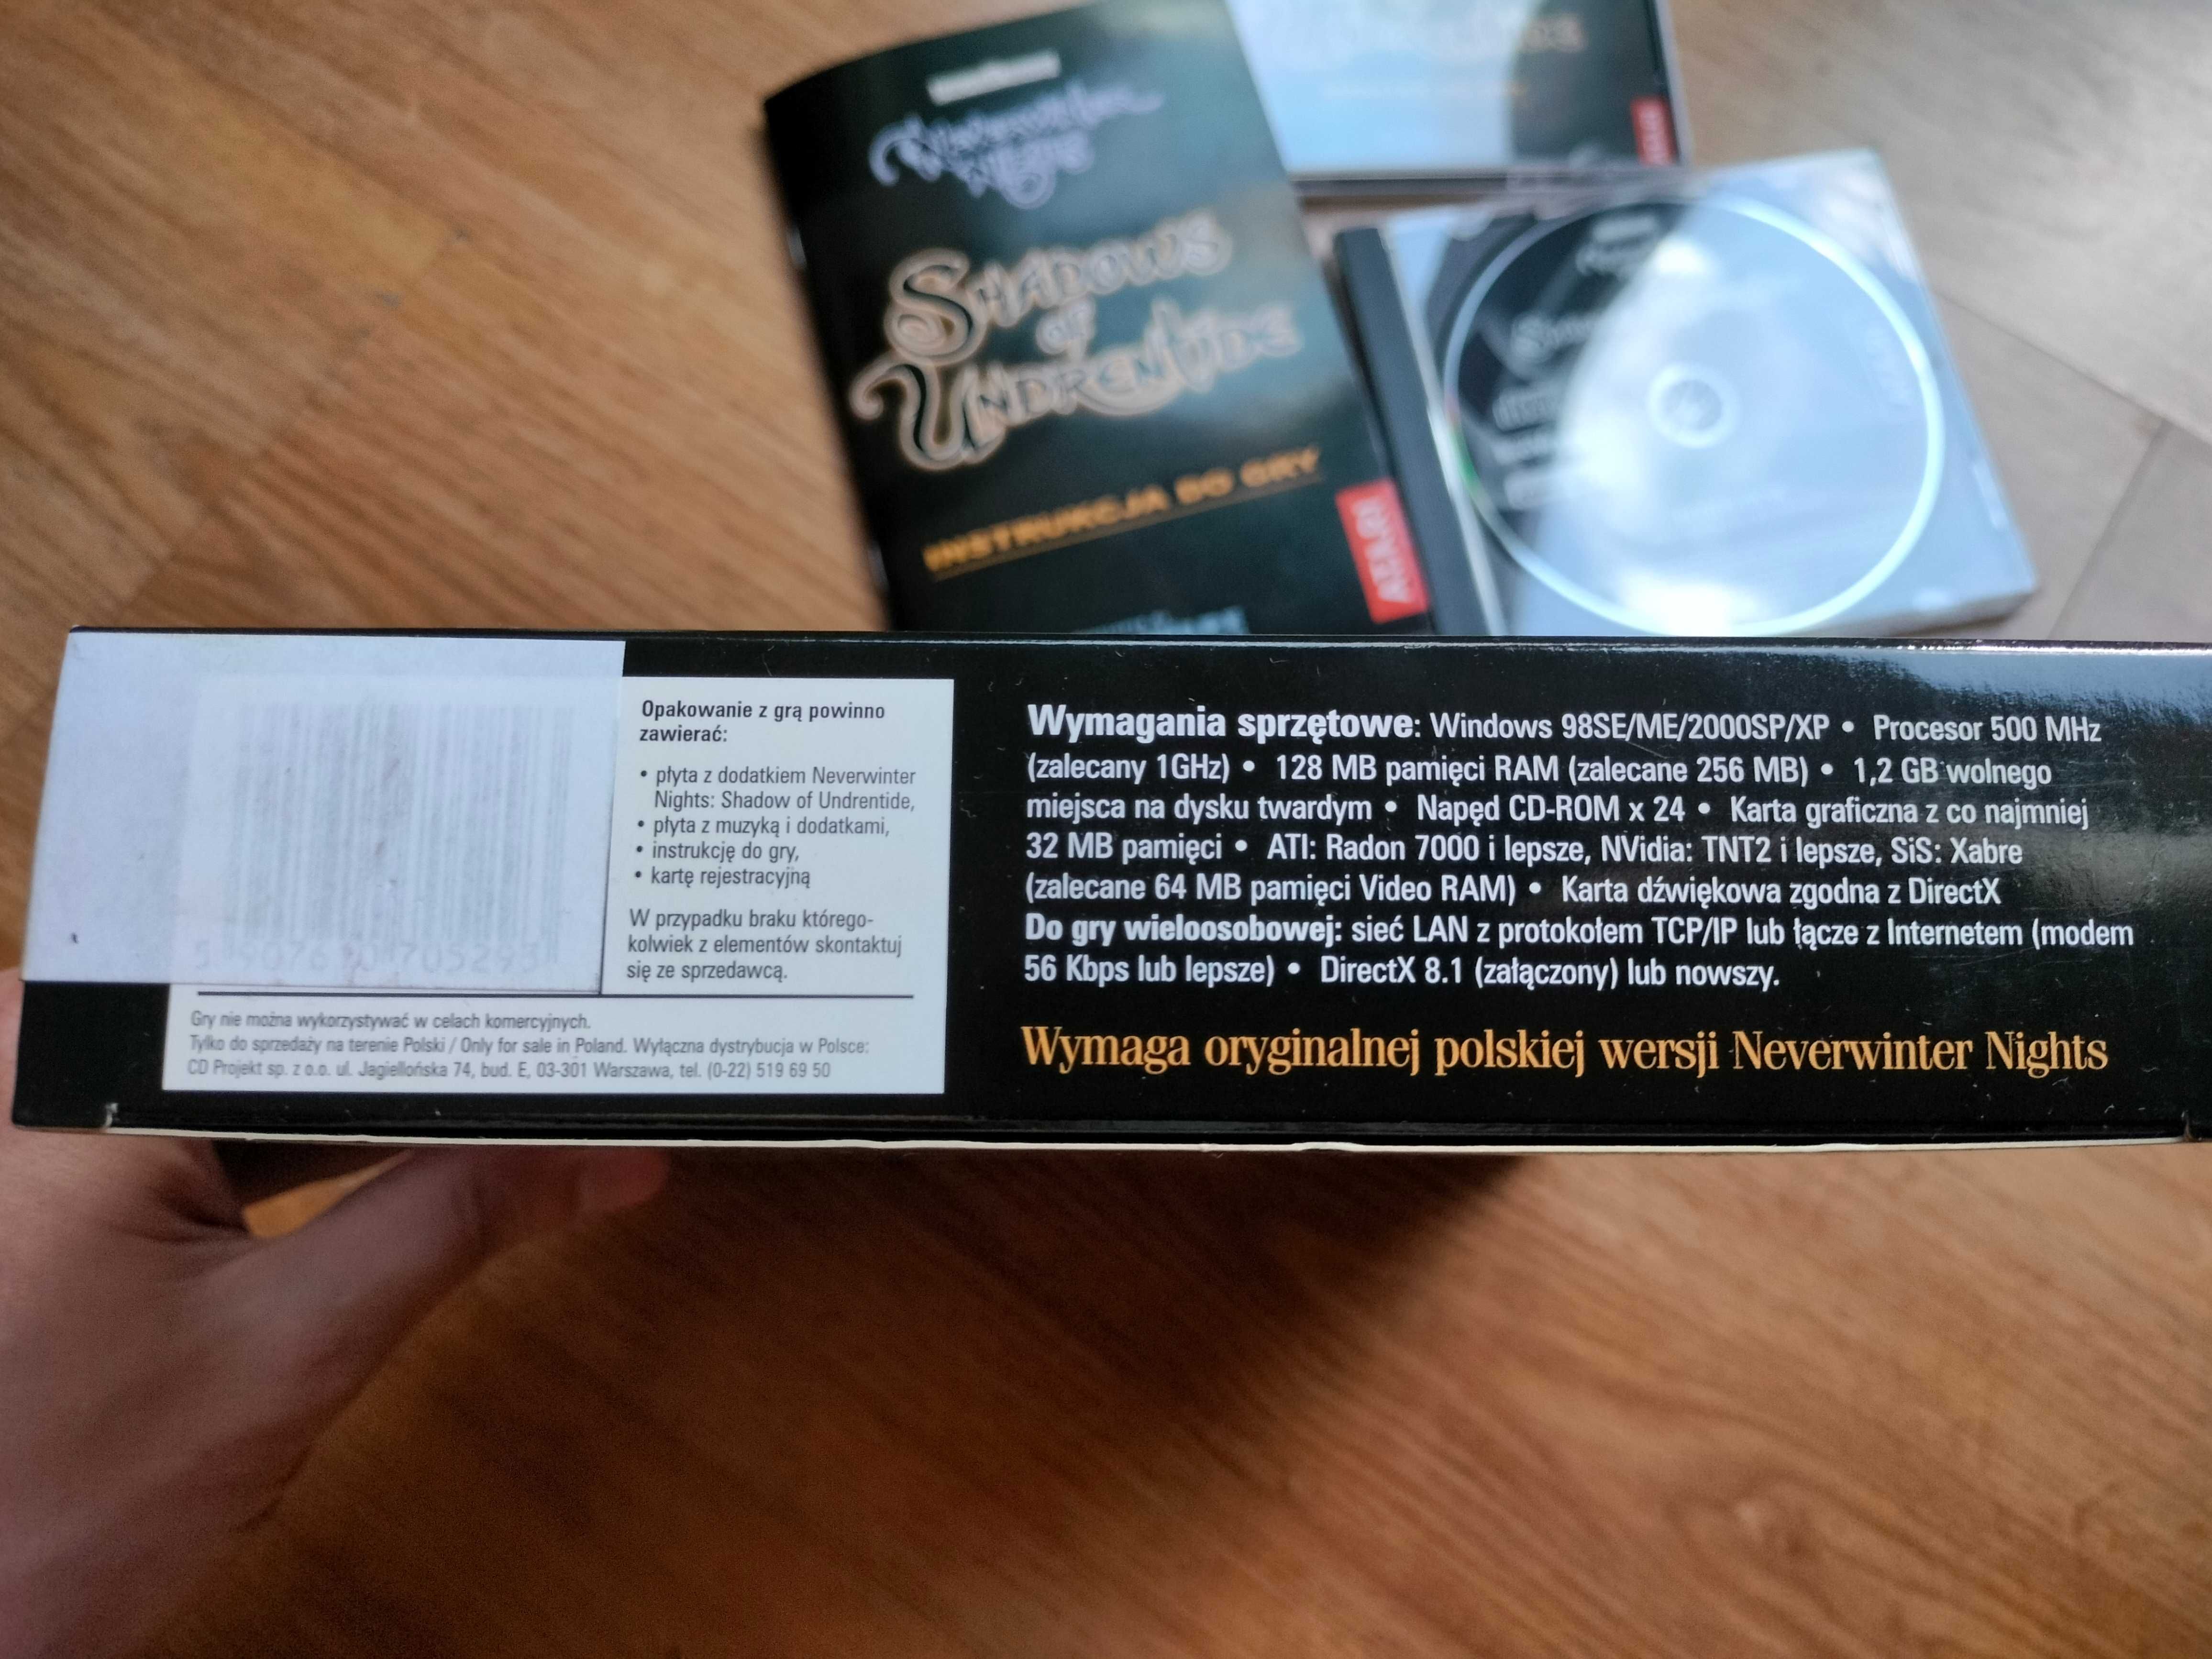 Neverwinter
Nights
SHADOWS
OF
UNDRENTIDE
INSTRUKCJA DO GRY
ATARI
Opakowanie z grą powinno
zawierać:
• płyta z dodatkiem Neverwinter
Nights: Shadow of Undrentide,
• płyta z muzyką i dodatkami,
• instrukcję do gry,
• kartę rejestracyjną
W przypadku braku którego-
kolwiek z elementów skontaktuj
się ze sprzedawcą.
Gry nie można wykorzystywać w celach komercyjnych.
Tylko do sprzedaży na terenie Polski / Only for sale in Poland. Wyłączna dystrybucja w Polsce:
CD Projekt sp. z o.o. ul. Jagiellońska 74, bud. E, 03-301 Warszawa, tel. (0-22) 519 69 50
Wymagania sprzętowe: Windows 98SE/ME/2000SP/XP • Procesor 500 MHz
(zalecany 1GHz) • 128 MB pamięci RAM (zalecane 256 MB) • 1,2 GB wolnego
miejsca na dysku twardym • Napęd CD-ROM x 24 • Karta graficzna z co najmniej
32 MB pamięci • ATI: Radon 7000 i lepsze, NVidia: TNT2 i lepsze, SiS: Xabre
(zalecane 64 MB pamięci Video RAM) • Karta dźwiękowa zgodna z DirectX
Do gry wieloosobowej: sieć LAN z protokołem TCP/IP lub łącze z Internetem (modem
56 Kbps lub lepsze) • DirectX 8.1 (załączony) lub nowszy.
Wymaga oryginalnej polskiej wersji Neverwinter Nights